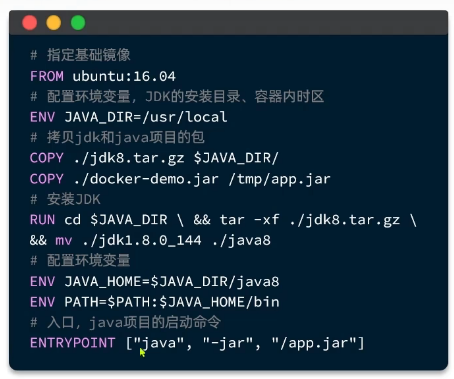 # 指定基础镜像
FROM ubuntu:16.04
# 配置环境变量，JDK的安装目录、容器内时区
ENV JAVA_DIR=/usr/local
# 拷贝jdk和java项目的包
COPY ./jdk8.tar.gz $JAVA_DIR/
COPY ./docker-demo.jar /tmp/app.jar
# 安装JDK
RUN cd $JAVA_DIR \ && tar -xf ./jdk8.tar.gz \
&& mv ./jdk1.8.0_144 ./java8
# 配置环境变量
ENV JAVA_HOME=$JAVA_DIR/java8
ENV PATH=$PATH:$JAVA_HOME/bin
# 入口，java项目的启动命令
ENTRYPOINT ["java", "-jar", "/app.jar"]